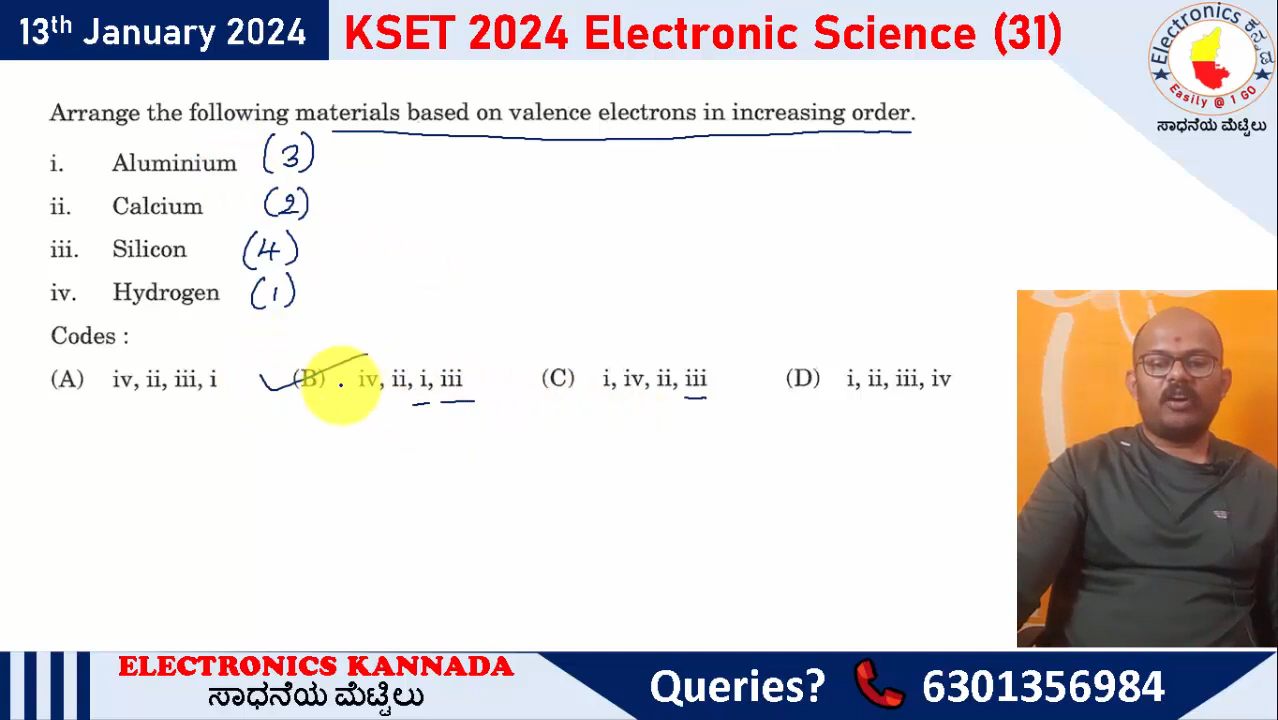 13th January 2024
KSET 2024 Electronic Science (31)
Electronics ಕನ್ನಡ
Easily @ 1 GO
ಸಾಧನೆಯ ಮೆಟ್ಟಿಲು
Arrange the following materials based on valence electrons in increasing order.
i. Aluminium (3)
ii. Calcium (2)
iii. Silicon (4)
iv. Hydrogen (1)
Codes :
(A) iv, ii, iii, i (B) iv, ii, i, iii (C) i, iv, ii, iii (D) i, ii, iii, iv
ELECTRONICS KANNADA
ಸಾಧನೆಯ ಮೆಟ್ಟಿಲು
Queries? 6301356984